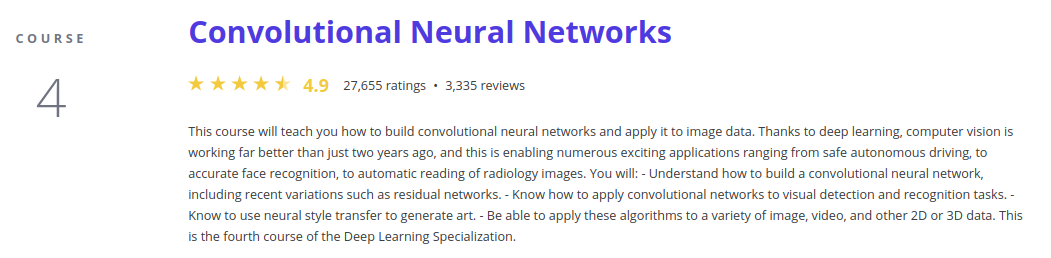 COURSE
4
Convolutional Neural Networks
4.9 27,655 ratings • 3,335 reviews
This course will teach you how to build convolutional neural networks and apply it to image data. Thanks to deep learning, computer vision is
working far better than just two years ago, and this is enabling numerous exciting applications ranging from safe autonomous driving, to
accurate face recognition, to automatic reading of radiology images. You will: - Understand how to build a convolutional neural network,
including recent variations such as residual networks. - Know how to apply convolutional networks to visual detection and recognition tasks. -
Know to use neural style transfer to generate art. - Be able to apply these algorithms to a variety of image, video, and other 2D or 3D data. This
is the fourth course of the Deep Learning Specialization.